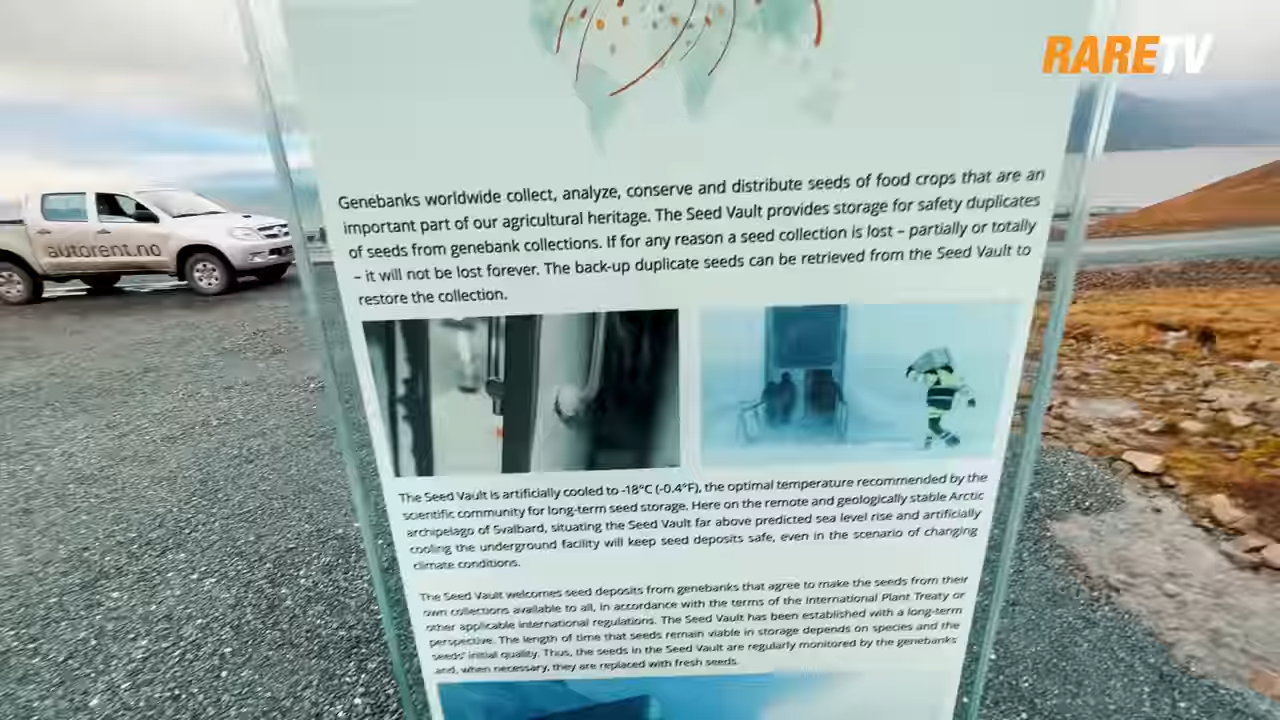 RARETV
autorent.no
Genebanks worldwide collect, analyze, conserve and distribute seeds of food crops that are an
important part of our agricultural heritage. The Seed Vault provides storage for safety duplicates
of seeds from genebank collections. If for any reason a seed collection is lost – partially or totally
– it will not be lost forever. The back-up duplicate seeds can be retrieved from the Seed Vault to
restore the collection.
The Seed Vault is artificially cooled to -18°C (-0.4°F), the optimal temperature recommended by the
scientific community for long-term seed storage. Here on the remote and geologically stable Arctic
archipelago of Svalbard, situating the Seed Vault far above predicted sea level rise and artificially
cooling the underground facility will keep seed deposits safe, even in the scenario of changing
climate conditions.
The Seed Vault welcomes seed deposits from genebanks that agree to make the seeds from their
own collections available to all, in accordance with the terms of the International Plant Treaty or
other applicable international regulations. The Seed Vault has been established with a long-term
perspective. The length of time that seeds remain viable in storage depends on species and the
seeds' initial quality. Thus, the seeds in the Seed Vault are regularly monitored by the genebanks
and, when necessary, they are replaced with fresh seeds.